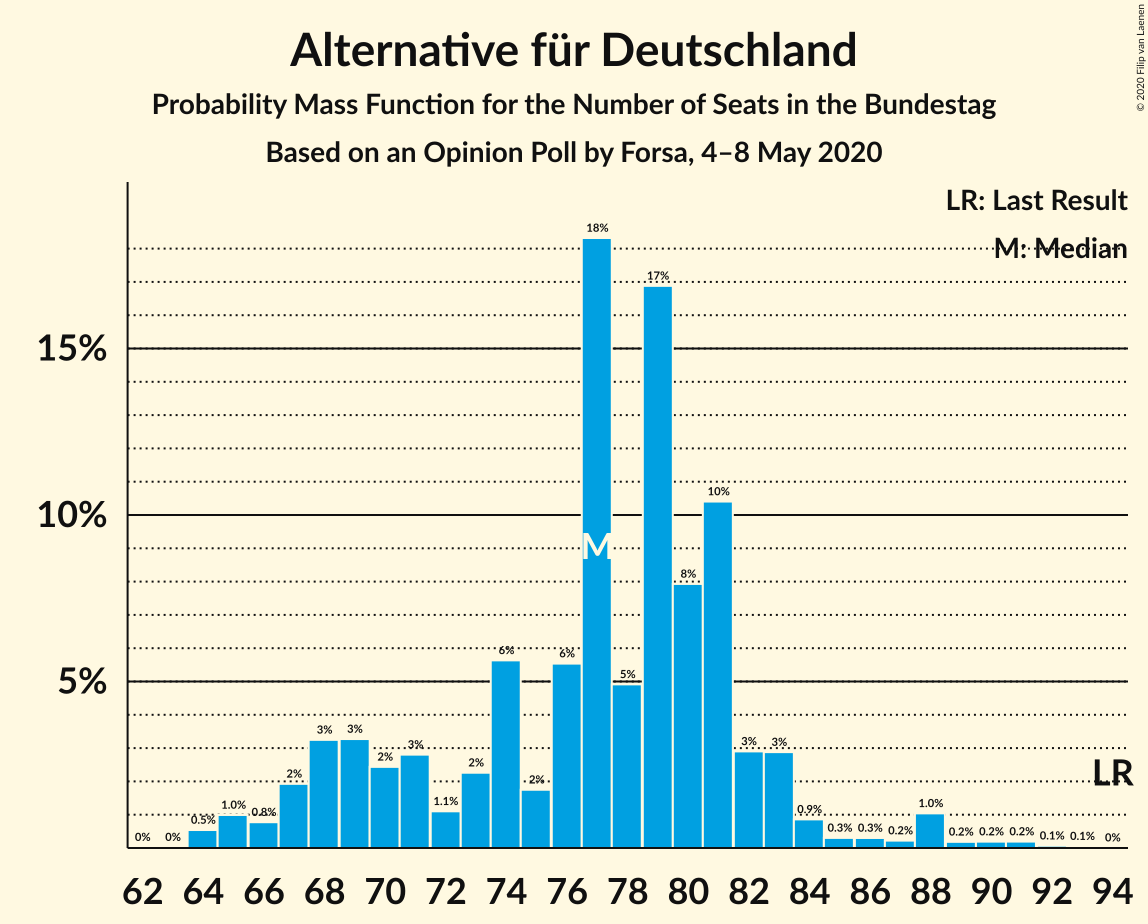 Alternative für Deutschland
Probability Mass Function for the Number of Seats in the Bundestag
Based on an Opinion Poll by Forsa, 4–8 May 2020
© 2020 Filip van Laenen
LR: Last Result
M: Median
15%
10%
5%
0% 0% 0.5% 1.0% 0.8% 2% 3% 3% 2% 3% 1.1% 2% 6% 2% 6% 18% 5% 17% 8% 10% 3% 3% 0.9% 0.3% 0.3% 0.2% 1.0% 0.2% 0.2% 0.2% 0.1% 0.1% 0%
M
LR
62 64 66 68 70 72 74 76 78 80 82 84 86 88 90 92 94